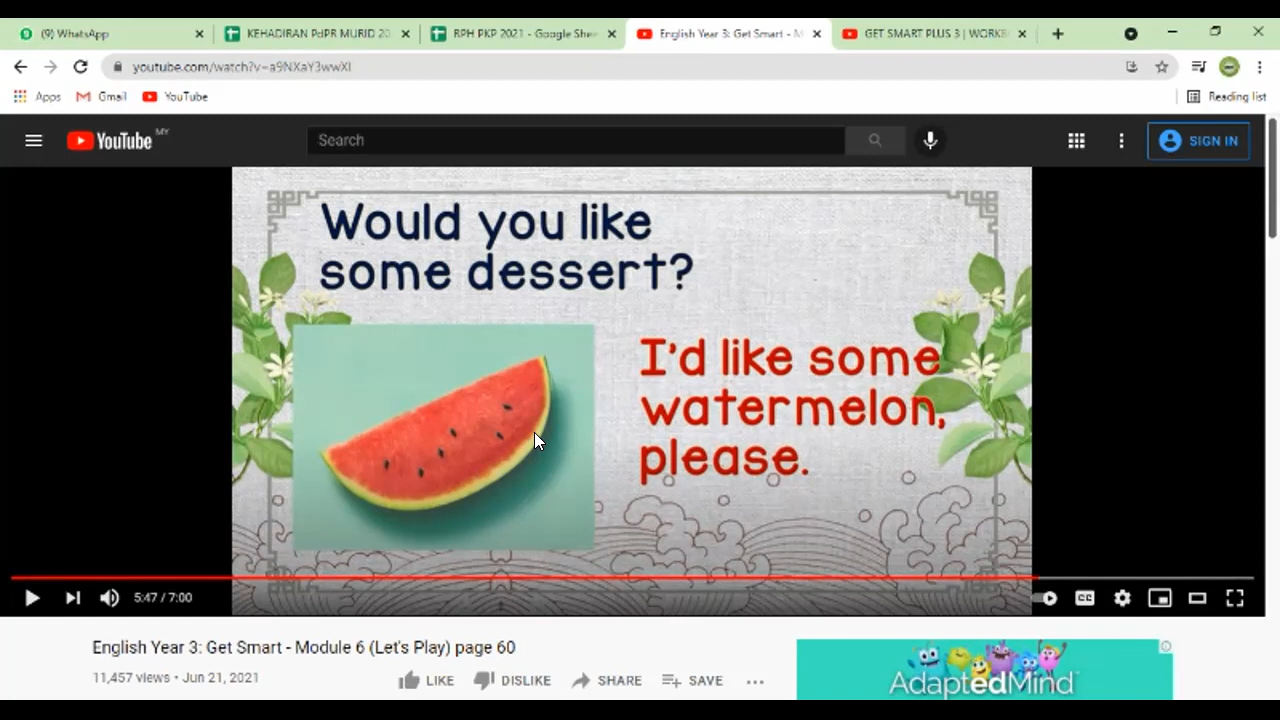 (9) WhatsApp
KEHADIRAN PdPR MURID 20
RPH PKP 2021 - Google Shee
English Year 3: Get Smart - M
GET SMART PLUS 3 | WORKB
youtube.com/watch?v=a9NXaY3wwXI
Apps
Gmail
YouTube
Reading list
YouTube MY
Search
SIGN IN
Would you like
some dessert?
I'd like some
watermelon,
please.
5:47 / 7:00
CC
English Year 3: Get Smart - Module 6 (Let's Play) page 60
11,457 views • Jun 21, 2021
LIKE
DISLIKE
SHARE
SAVE
AdaptedMind